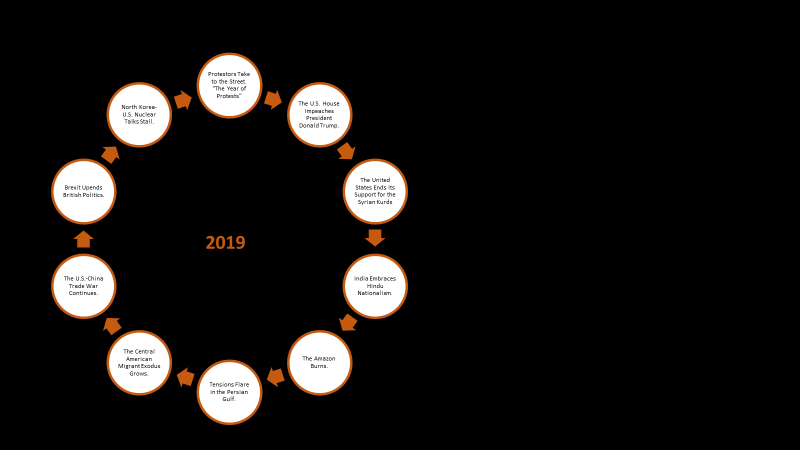 Protestors Take
to the Street.
"The Year of
Protests"
The U.S. House
Impeaches
President
Donald Trump.
The United
States Ends its
Support for the
Syrian Kurds
India Embraces
Hindu
Nationalism.
The Amazon
Burns.
Tensions Flare
in the Persian
Gulf.
The Central
American
Migrant Exodus
Grows.
The U.S.-China
Trade War
Continues.
Brexit Upends
British Politics.
North Korea-
U.S. Nuclear
Talks Stall.
2019